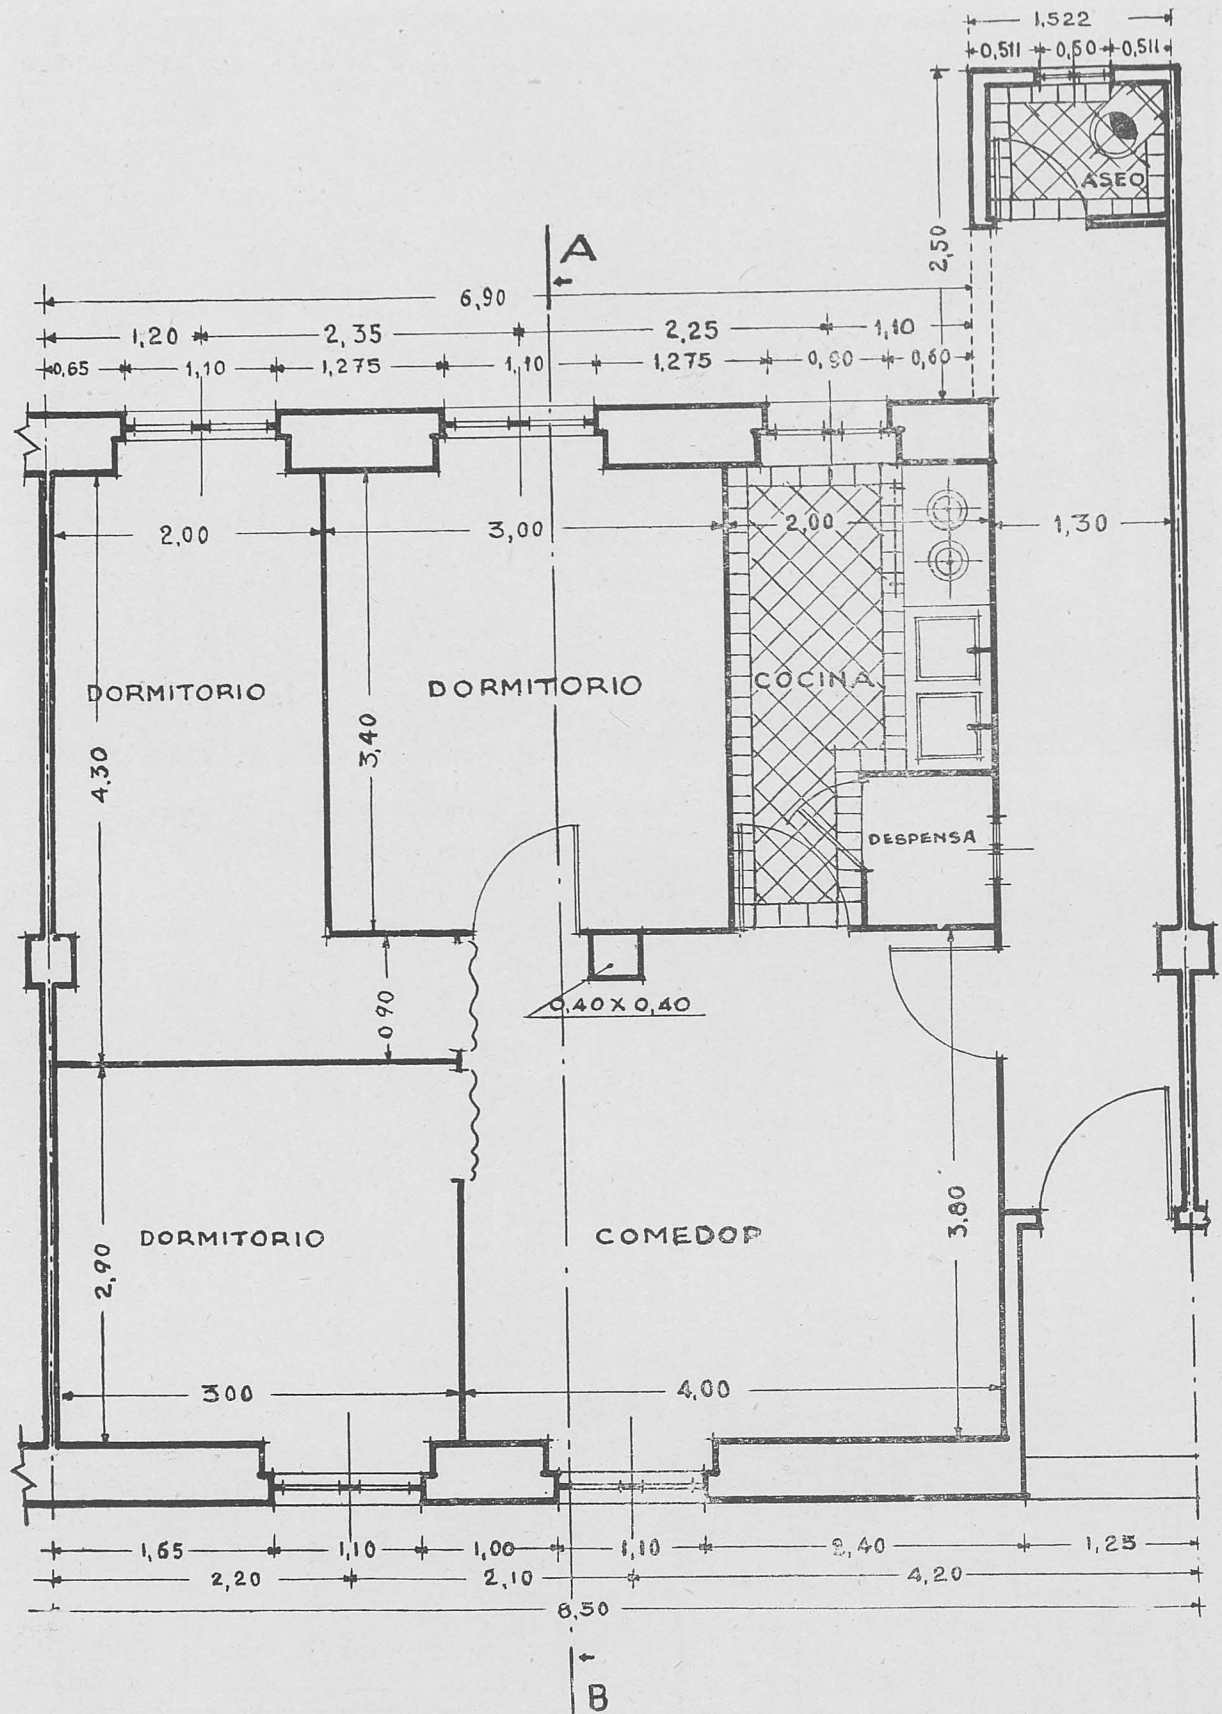 1,522
0,511 0,50 0,511
ASEO
2,50
A
6,90
1,20 2,35 2,25 1,10
0,65 1,10 1,275 1,10 1,275 0,90 0,60
2,00 3,00 2,00 1,30
DORMITORIO DORMITORIO COCINA
4,30 3,40
DESPENSA
0,40 X 0,40
0,90
DORMITORIO COMEDOR
2,90 3,80
300 4,00
1,65 1,10 1,00 1,10 2,40 1,25
2,20 2,10 4,20
8,50
B